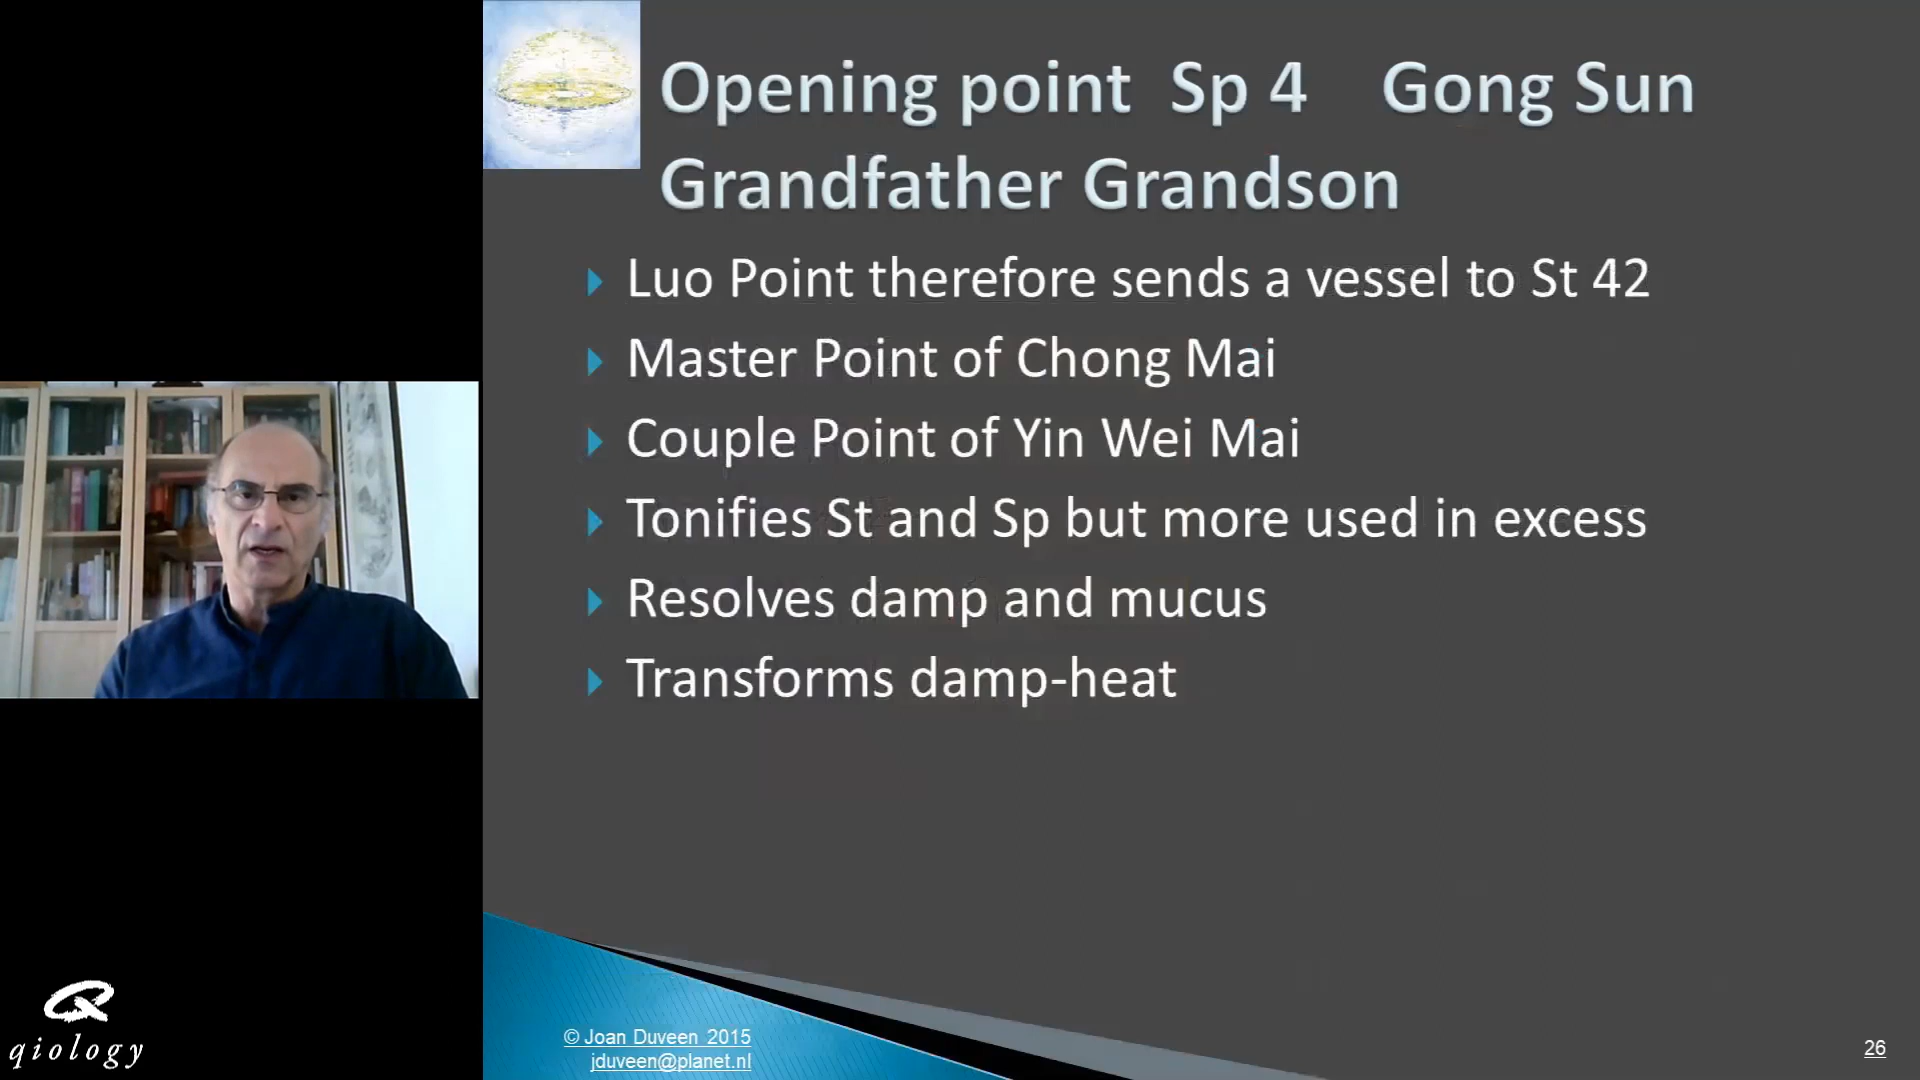 Opening point Sp 4 Gong Sun
Grandfather Grandson
Luo Point therefore sends a vessel to St 42
Master Point of Chong Mai
Couple Point of Yin Wei Mai
Tonifies St and Sp but more used in excess
Resolves damp and mucus
Transforms damp-heat
qiology
© Joan Duveen 2015
jduveen@planet.nl
26